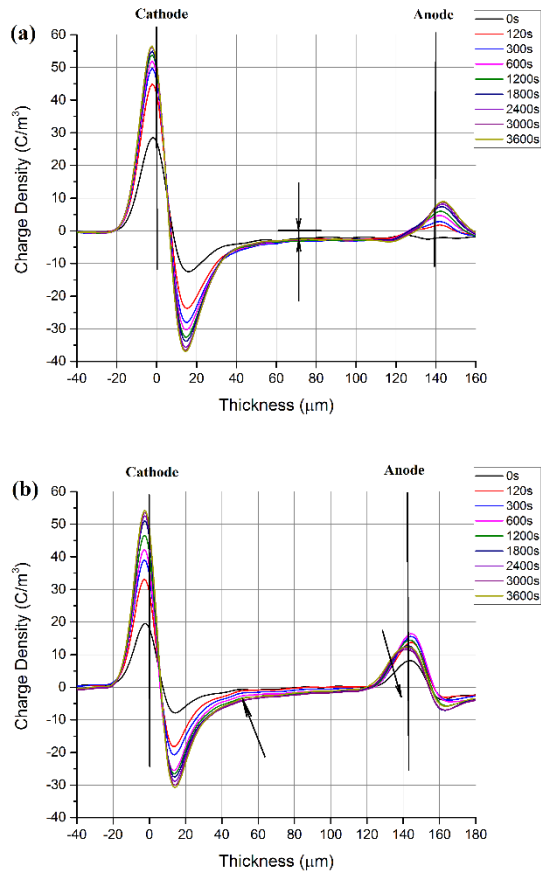 Cathode
Anode
(a)
0s
120s
300s
600s
1200s
1800s
2400s
3000s
3600s
60
50
40
30
20
10
0
-10
-20
-30
-40
Charge Density (C/m³)
-40 -20 0 20 40 60 80 100 120 140 160
Thickness (μm)
Cathode
Anode
(b)
0s
120s
300s
600s
1200s
1800s
2400s
3000s
3600s
60
50
40
30
20
10
0
-10
-20
-30
-40
Charge Density (C/m³)
-40 -20 0 20 40 60 80 100 120 140 160 180
Thickness (μm)